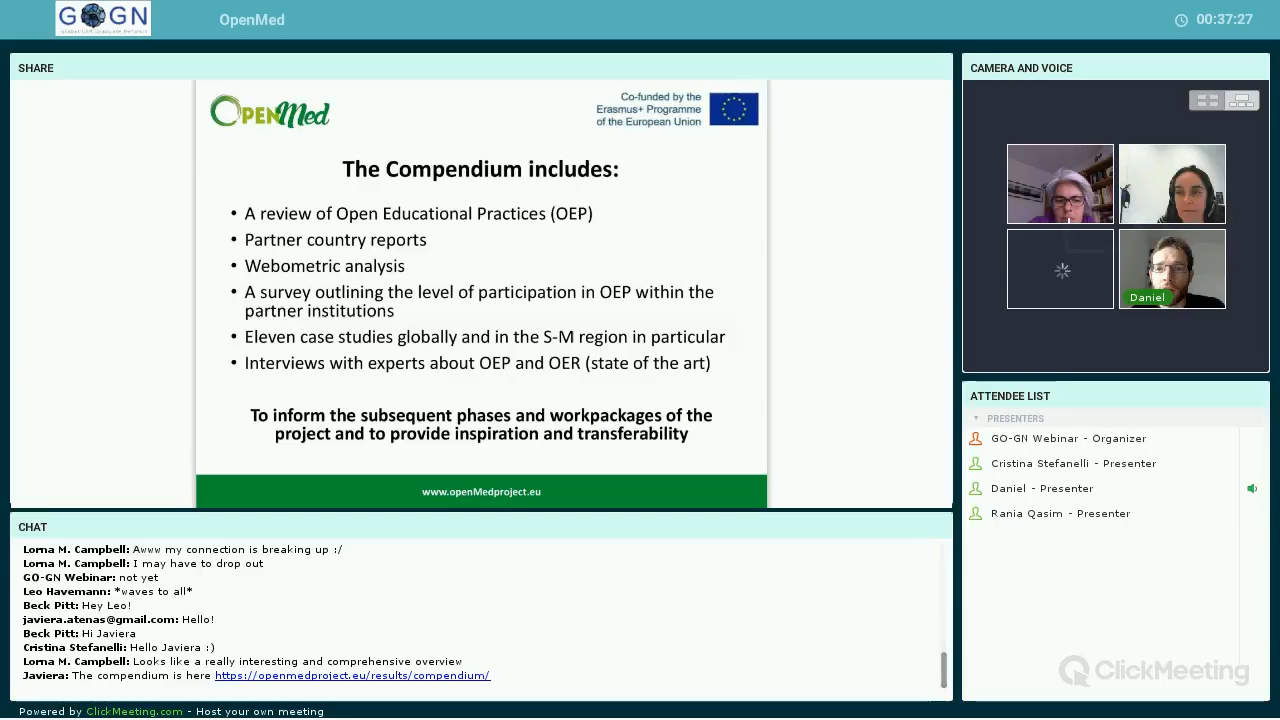 GO GN
Global OER Graduate Network
OpenMed
00:37:27
SHARE
OPENMed
Co-funded by the
Erasmus+ Programme
of the European Union
The Compendium includes:
• A review of Open Educational Practices (OEP)
• Partner country reports
• Webometric analysis
• A survey outlining the level of participation in OEP within the
partner institutions
• Eleven case studies globally and in the S-M region in particular
• Interviews with experts about OEP and OER (state of the art)
To inform the subsequent phases and workpackages of the
project and to provide inspiration and transferability
www.openMedproject.eu
CAMERA AND VOICE
Daniel
ATTENDEE LIST
PRESENTERS
GO-GN Webinar - Organizer
Cristina Stefanelli - Presenter
Daniel - Presenter
Rania Qasim - Presenter
ClickMeeting
CHAT
Lorna M. Campbell: Awww my connection is breaking up :/
Lorna M. Campbell: I may have to drop out
GO-GN Webinar: not yet
Leo Havemann: *waves to all*
Beck Pitt: Hey Leo!
javiera.atenas@gmail.com: Hello!
Beck Pitt: Hi Javiera
Cristina Stefanelli: Hello Javiera :)
Lorna M. Campbell: Looks like a really interesting and comprehensive overview
Javiera: The compendium is here https://openmedproject.eu/results/compendium/
Powered by ClickMeeting.com - Host your own meeting